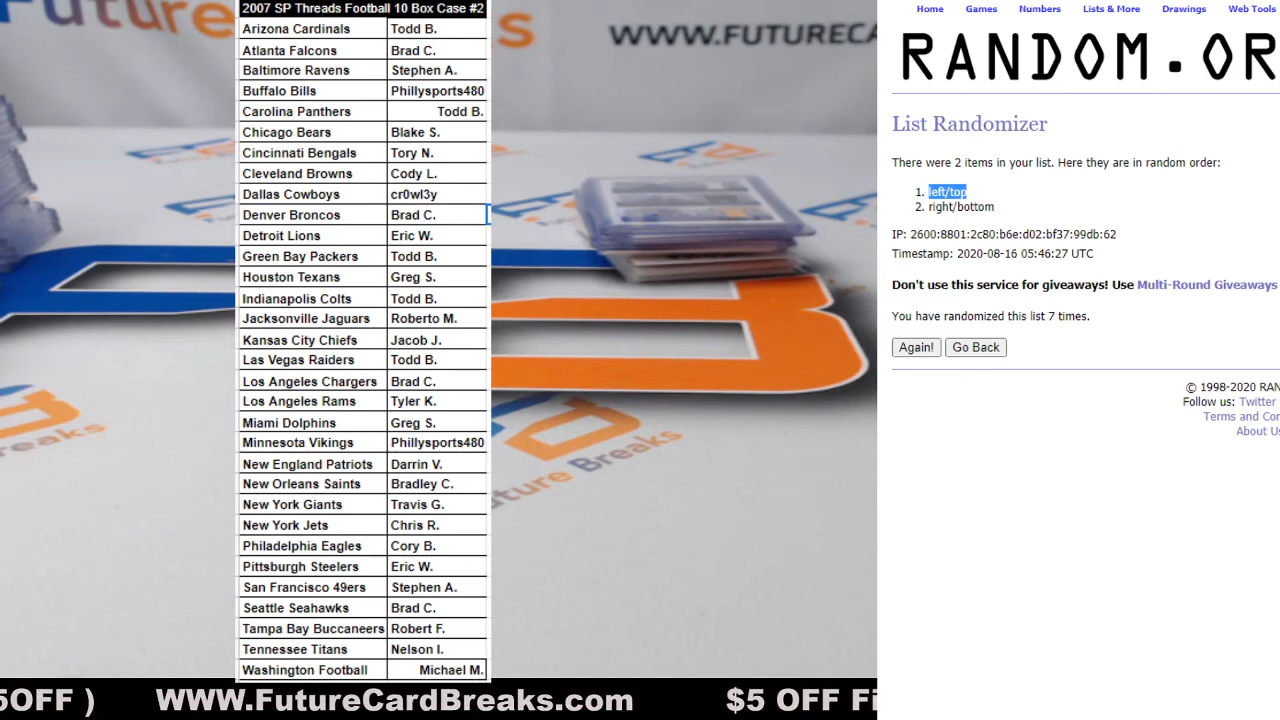 2007 SP Threads Football 10 Box Case #2
Arizona Cardinals Todd B.
Atlanta Falcons Brad C.
Baltimore Ravens Stephen A.
Buffalo Bills Phillysports480
Carolina Panthers Todd B.
Chicago Bears Blake S.
Cincinnati Bengals Tory N.
Cleveland Browns Cody L.
Dallas Cowboys cr0wl3y
Denver Broncos Brad C.
Detroit Lions Eric W.
Green Bay Packers Todd B.
Houston Texans Greg S.
Indianapolis Colts Todd B.
Jacksonville Jaguars Roberto M.
Kansas City Chiefs Jacob J.
Las Vegas Raiders Todd B.
Los Angeles Chargers Brad C.
Los Angeles Rams Tyler K.
Miami Dolphins Greg S.
Minnesota Vikings Phillysports480
New England Patriots Darrin V.
New Orleans Saints Bradley C.
New York Giants Travis G.
New York Jets Chris R.
Philadelphia Eagles Cory B.
Pittsburgh Steelers Eric W.
San Francisco 49ers Stephen A.
Seattle Seahawks Brad C.
Tampa Bay Buccaneers Robert F.
Tennessee Titans Nelson I.
Washington Football Michael M.
Future
WWW.FUTURECA
Future Breaks
5OFF ) WWW.FutureCardBreaks.com $5 OFF Fi
Home Games Numbers Lists & More Drawings Web Tools
RANDOM.OR
List Randomizer
There were 2 items in your list. Here they are in random order:
1. left/top
2. right/bottom
IP: 2600:8801:2c80:b6e:d02:bf37:99db:62
Timestamp: 2020-08-16 05:46:27 UTC
Don't use this service for giveaways! Use Multi-Round Giveaways
You have randomized this list 7 times.
Again! Go Back
© 1998-2020 RAN
Follow us: Twitter
Terms and Con
About Us